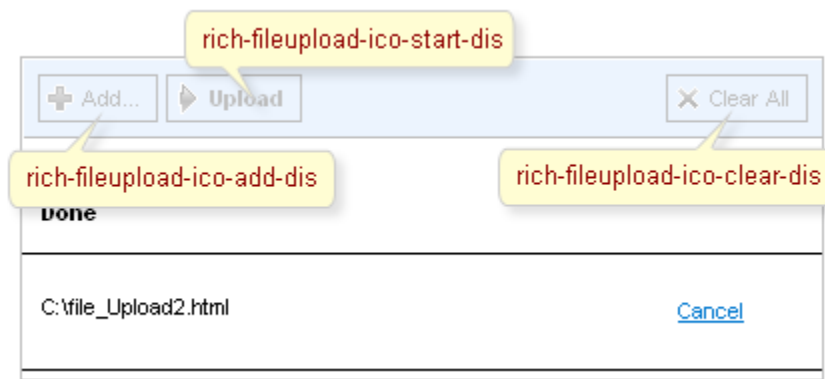 rich-fileupload-ico-start-dis
Add... Upload Clear All
rich-fileupload-ico-add-dis rich-fileupload-ico-clear-dis
Done
C:\file_Upload2.html Cancel